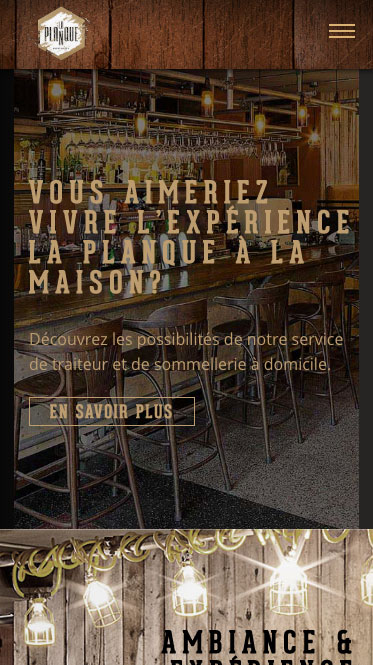 LA
PLANQUE
VOUS AIMERIEZ
VIVRE L'EXPÉRIENCE
LA PLANQUE À LA
MAISON?
Découvrez les possibilités de notre service
de traiteur et de sommellerie à domicile.
EN SAVOIR PLUS
AMBIANCE &
EXPÉRIENCE